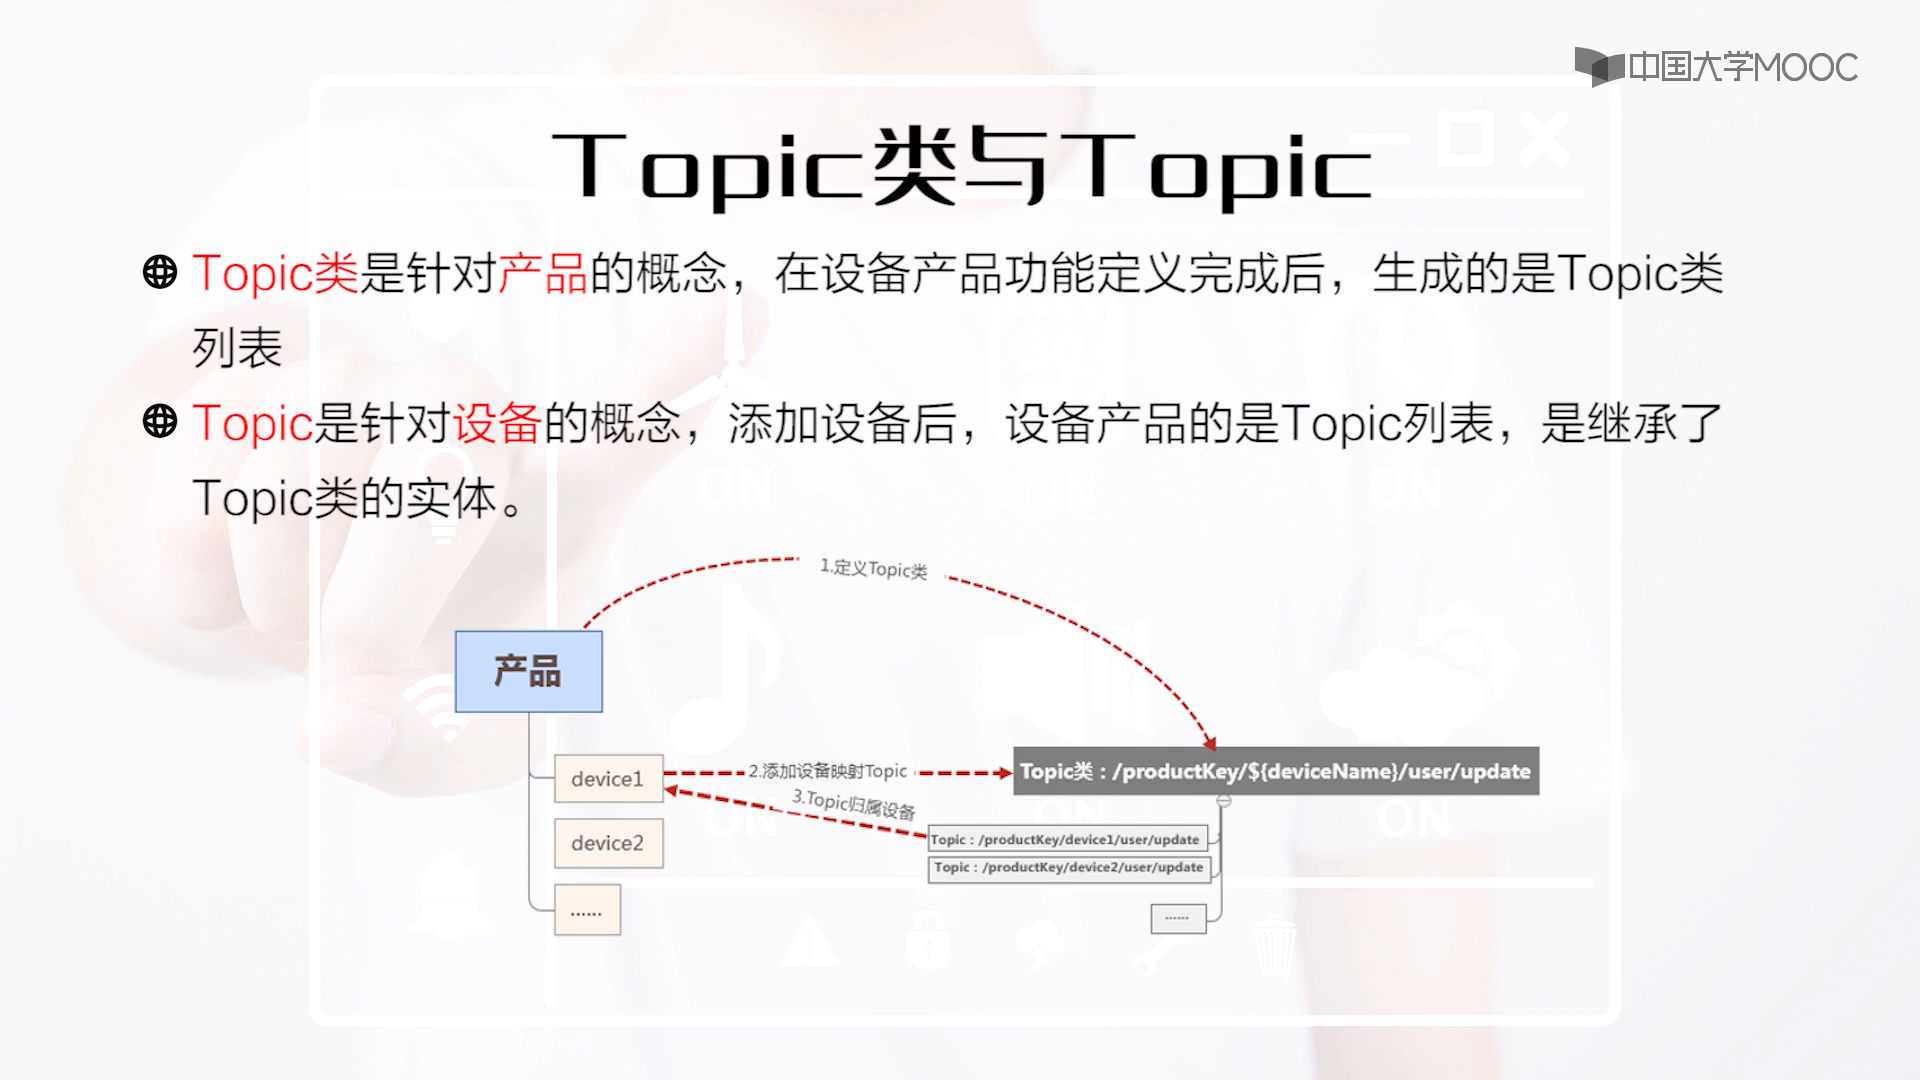 中国大学MOOC
Topic类与Topic
Topic类是针对产品的概念，在设备产品功能定义完成后，生成的是Topic类
列表
Topic是针对设备的概念，添加设备后，设备产品的是Topic列表，是继承了
Topic类的实体。
1.定义Topic类
产品
device1
2.添加设备映射Topic
Topic类：/productKey/${deviceName}/user/update
3.Topic归属设备
Topic：/productKey/device1/user/update
device2
Topic：/productKey/device2/user/update
......
......
ON
ON
ON
ON
ON
ON